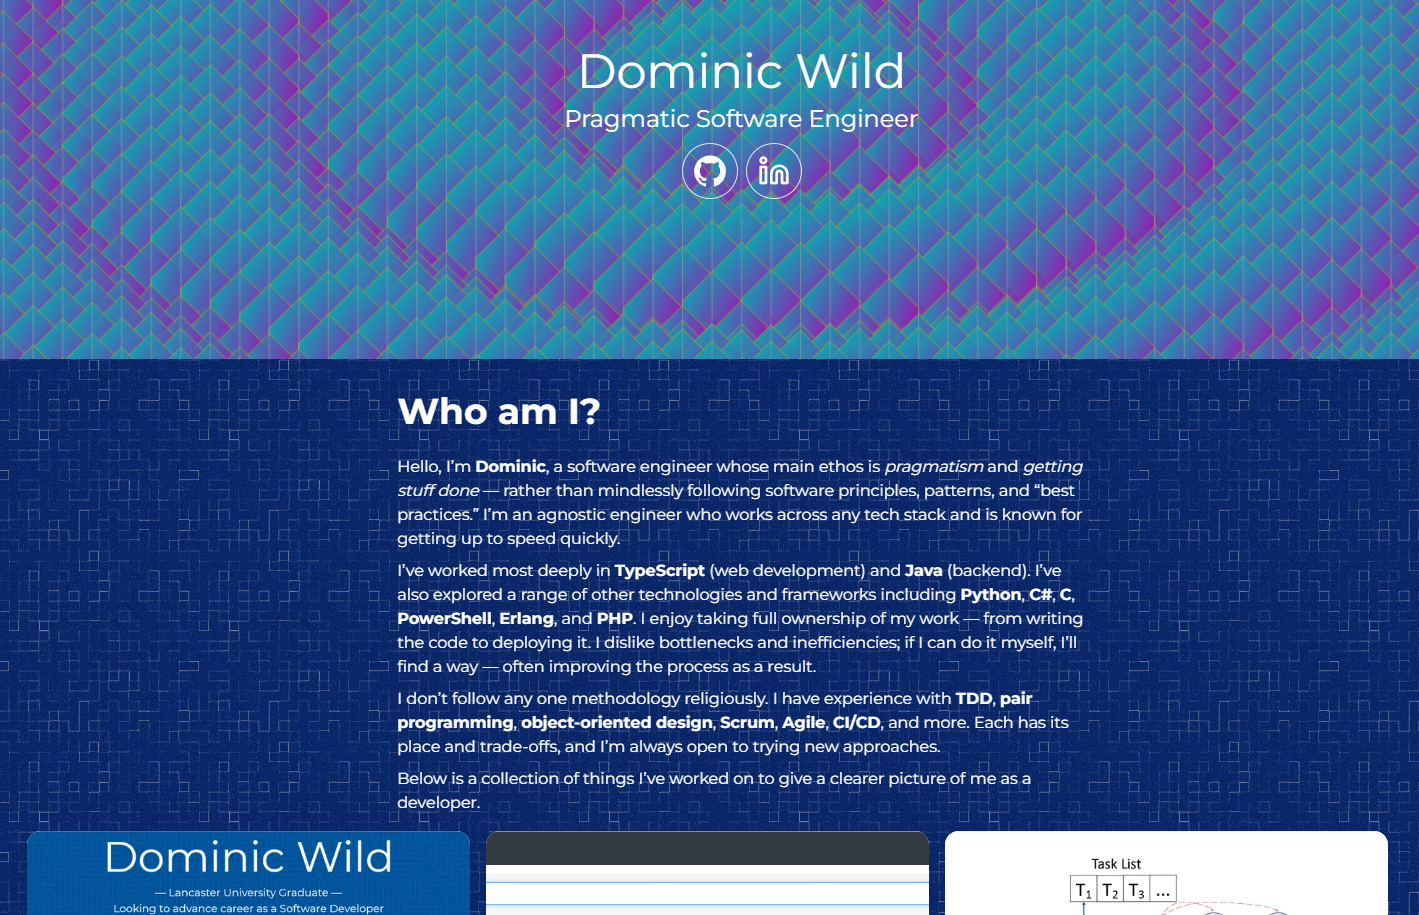 Dominic Wild
Pragmatic Software Engineer
Who am I?
Hello, I’m Dominic, a software engineer whose main ethos is pragmatism and getting
stuff done — rather than mindlessly following software principles, patterns, and “best
practices.” I’m an agnostic engineer who works across any tech stack and is known for
getting up to speed quickly.
I’ve worked most deeply in TypeScript (web development) and Java (backend). I’ve
also explored a range of other technologies and frameworks including Python, C#, C,
PowerShell, Erlang, and PHP. I enjoy taking full ownership of my work — from writing
the code to deploying it. I dislike bottlenecks and inefficiencies; if I can do it myself, I’ll
find a way — often improving the process as a result.
I don’t follow any one methodology religiously. I have experience with TDD, pair
programming, object-oriented design, Scrum, Agile, CI/CD, and more. Each has its
place and trade-offs, and I’m always open to trying new approaches.
Below is a collection of things I’ve worked on to give a clearer picture of me as a
developer.
Dominic Wild
— Lancaster University Graduate —
Looking to advance career as a Software Developer
Task List
T1 T2 T3 ...